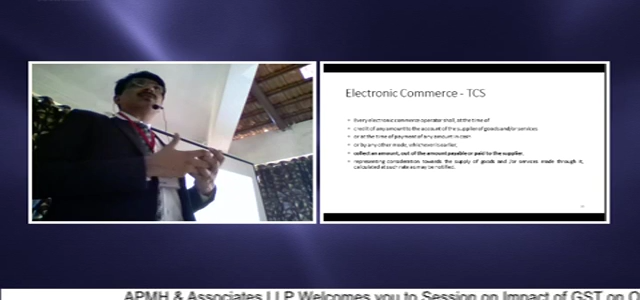 Electronic Commerce - TCS
• Every electronic commerce operator shall, at the time of
• credit of any amount to the account of the supplier of goods and/or services
• or at the time of payment of any amount in cash
• or by any other mode, whichever is earlier,
• collect an amount, out of the amount payable or paid to the supplier,
• representing consideration towards the supply of goods and /or services made through it,
calculated at such rate as may be notified.
APMH & Associates LLP Welcomes you to Session on Impact of GST on